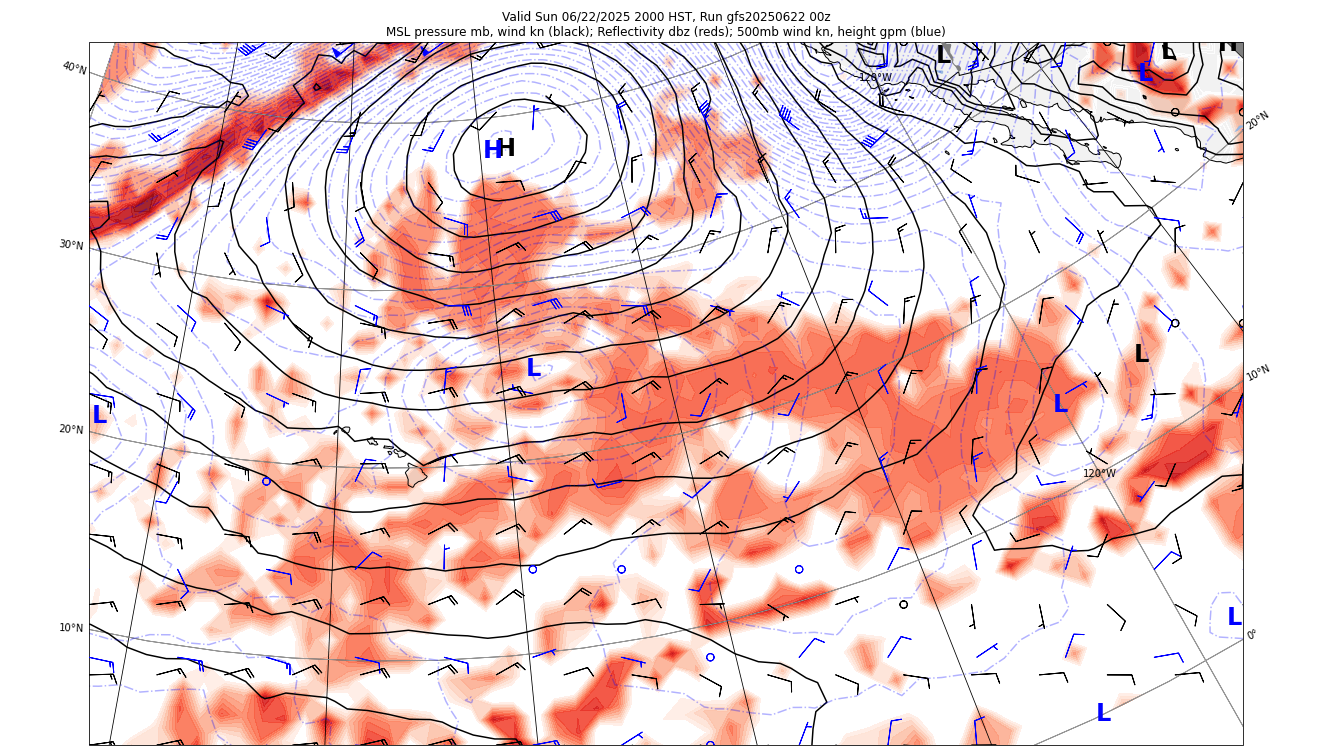 Valid Sun 06/22/2025 2000 HST, Run gfs20250622 00z
MSL pressure mb, wind kn (black); Reflectivity dbz (reds); 500mb wind kn, height gpm (blue)
L
L
H
L
40°N
120°W
20°N
H
H
30°N
L
L
10°N
L
L
L
20°N
120°W
L
10°N
0°
L